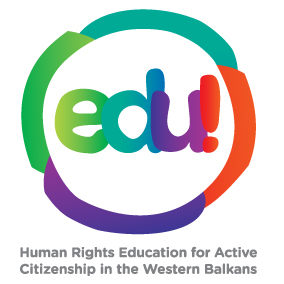 edu!
Human Rights Education for Active
Citizenship in the Western Balkans